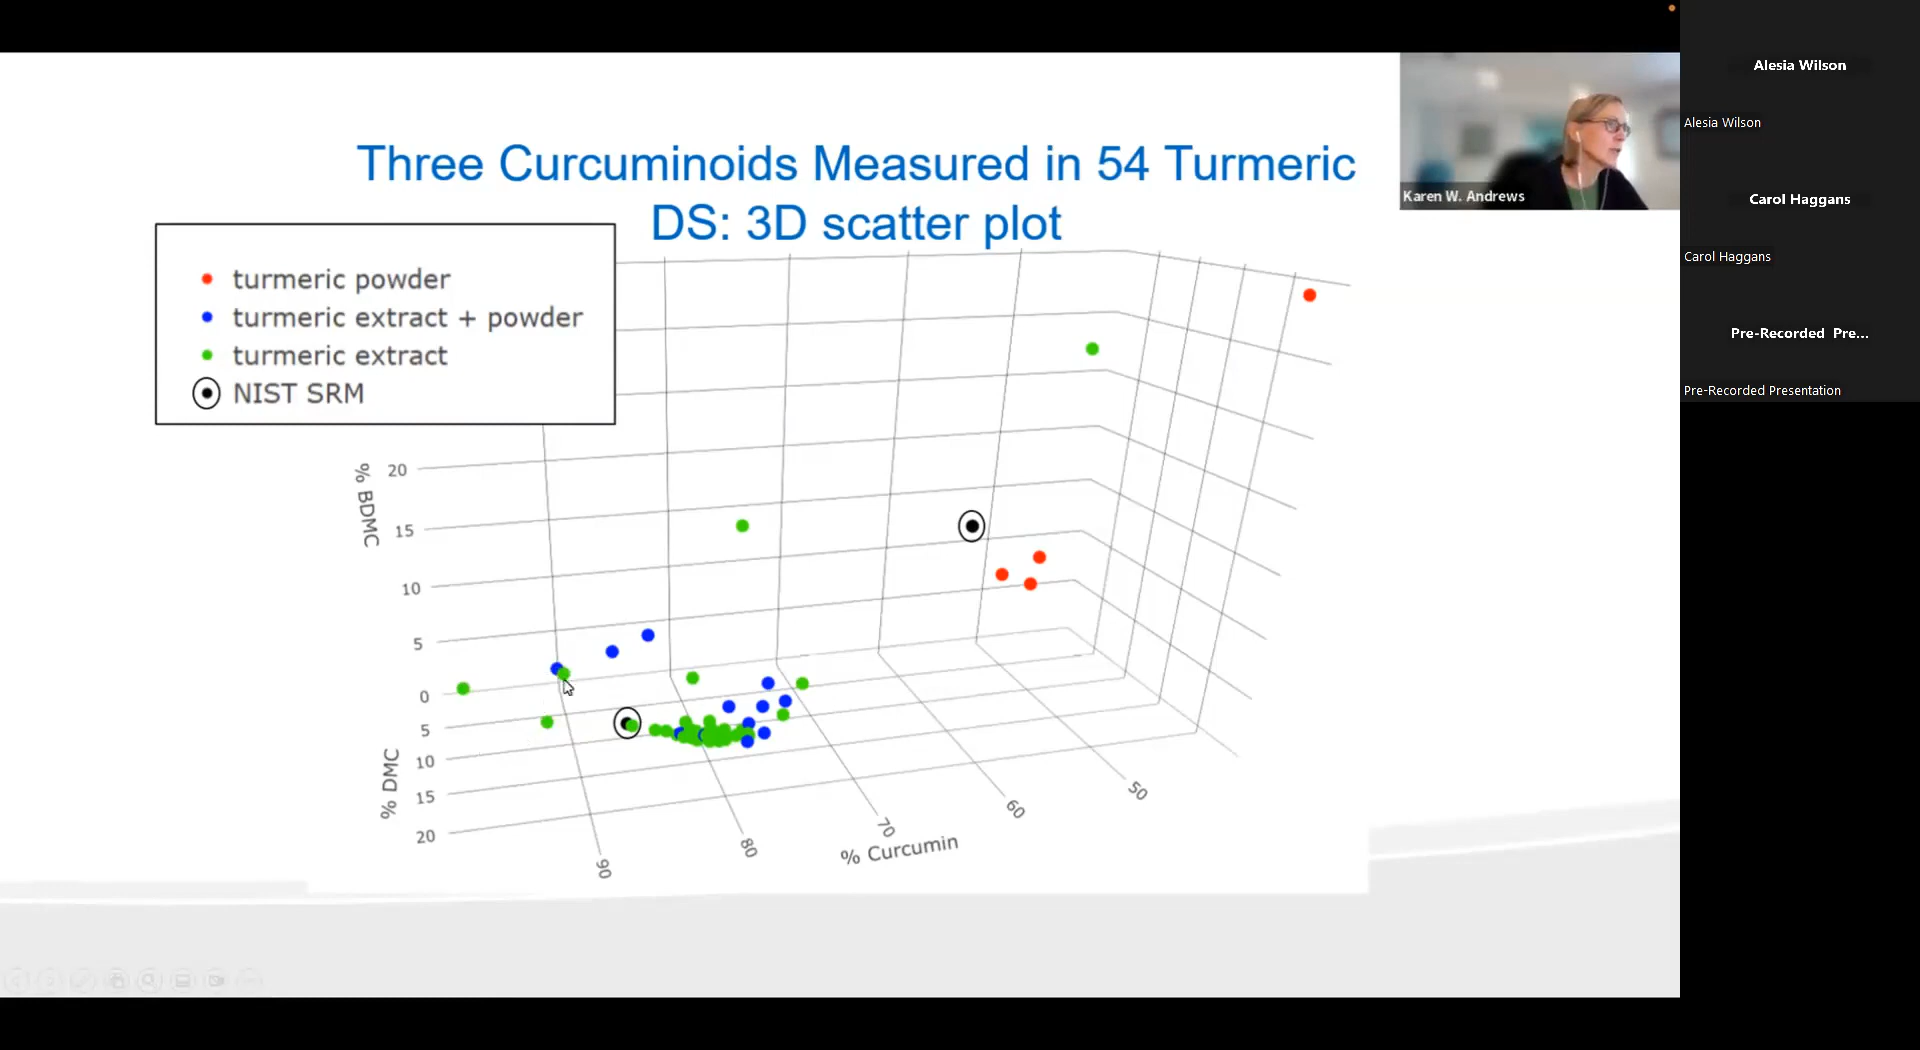 Three Curcuminoids Measured in 54 Turmeric
DS: 3D scatter plot
turmeric powder
turmeric extract + powder
turmeric extract
NIST SRM
% BDMC
20
15
10
5
0
5
10
15
20
% DMC
90
80
70
60
50
% Curcumin
Karen W. Andrews
Alesia Wilson
Alesia Wilson
Carol Haggans
Carol Haggans
Pre-Recorded Pre...
Pre-Recorded Presentation